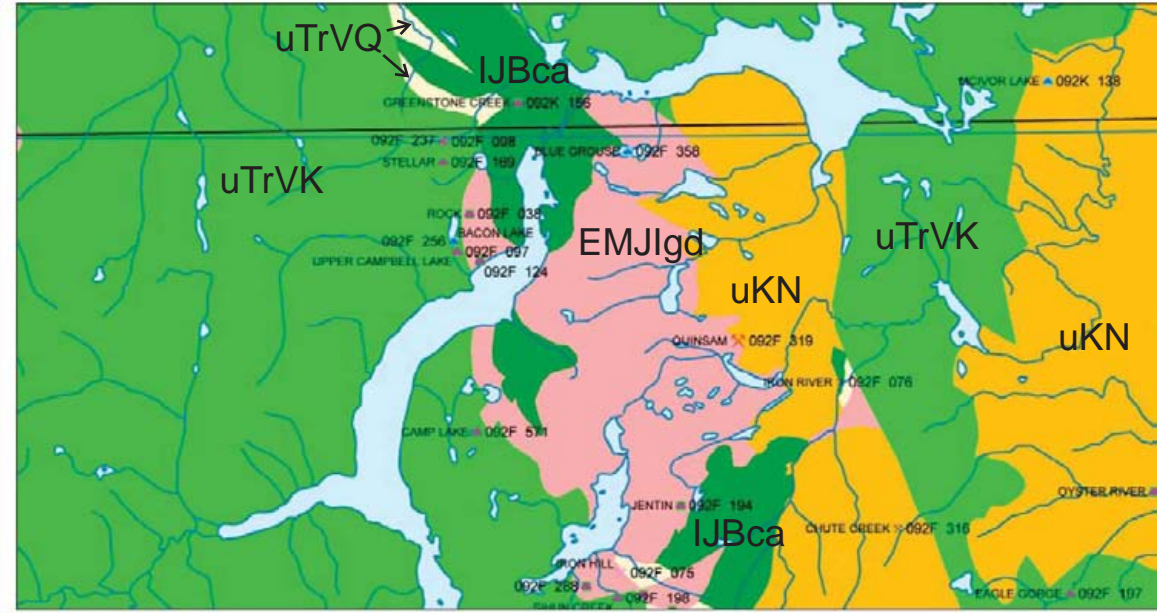 uTrVQ
lJBca
GREENSTONE CREEK 092K 156
MCIVOR LAKE 092K 138
092F 237 092F 098
BLUE GROUSE 092F 358
STELLAR 092F 169
uTrVK
ROCK 092F 038
BACON LAKE
092F 256
092F 097
UPPER CAMPBELL LAKE
092F 124
EMJIgd
uTrVK
uKN
uKN
QUINSAM 092F 319
IRON RIVER 092F 076
CAMP LAKE 092F 571
OYSTER RIVER
JENTIN 092F 194
lJBca
CHUTE CREEK 092F 316
IRON HILL
092F 075
092F 288
092F 196
EAGLE GORGE 092F 197